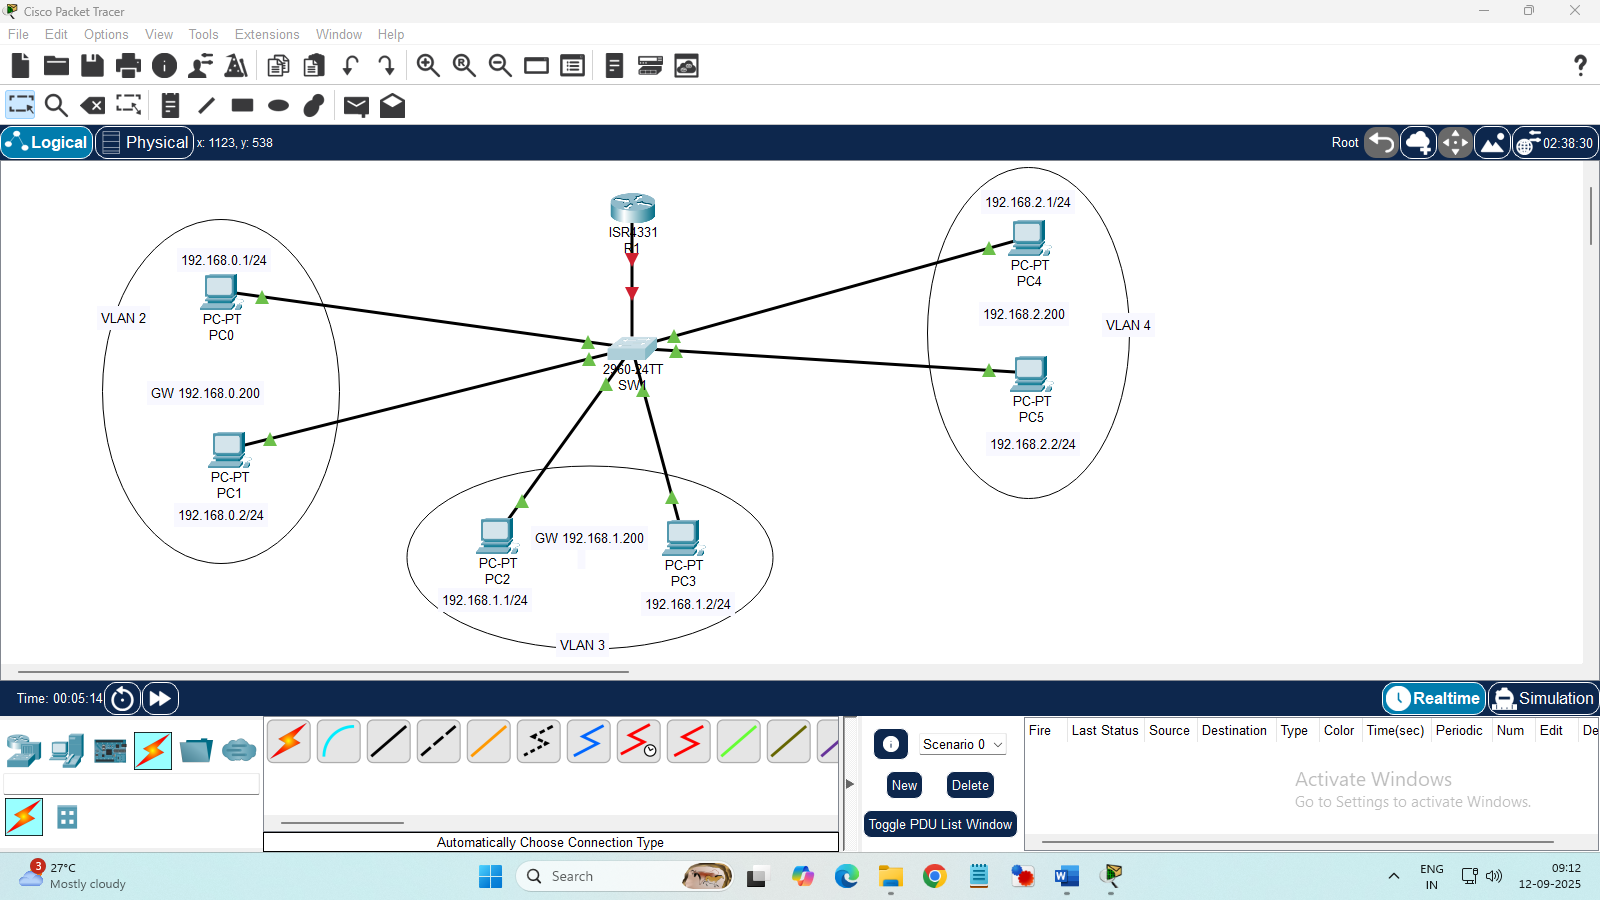 Cisco Packet Tracer
File Edit Options View Tools Extensions Window Help
Logical Physical x: 1123, y: 538 Root 02:38:30
192.168.2.1/24
ISR4331
R1
PC-PT
PC4
192.168.0.1/24
PC-PT
PC0
VLAN 2
192.168.2.200
VLAN 4
2960-24TT
SW1
GW 192.168.0.200
PC-PT
PC5
192.168.2.2/24
PC-PT
PC1
192.168.0.2/24
GW 192.168.1.200
PC-PT
PC2
PC-PT
PC3
192.168.1.1/24
192.168.1.2/24
VLAN 3
Time: 00:05:14 Realtime Simulation
Scenario 0
New Delete
Toggle PDU List Window
Fire Last Status Source Destination Type Color Time(sec) Periodic Num Edit De
Activate Windows
Go to Settings to activate Windows.
Automatically Choose Connection Type
3
27°C
Mostly cloudy
Search
ENG
IN
09:12
12-09-2025